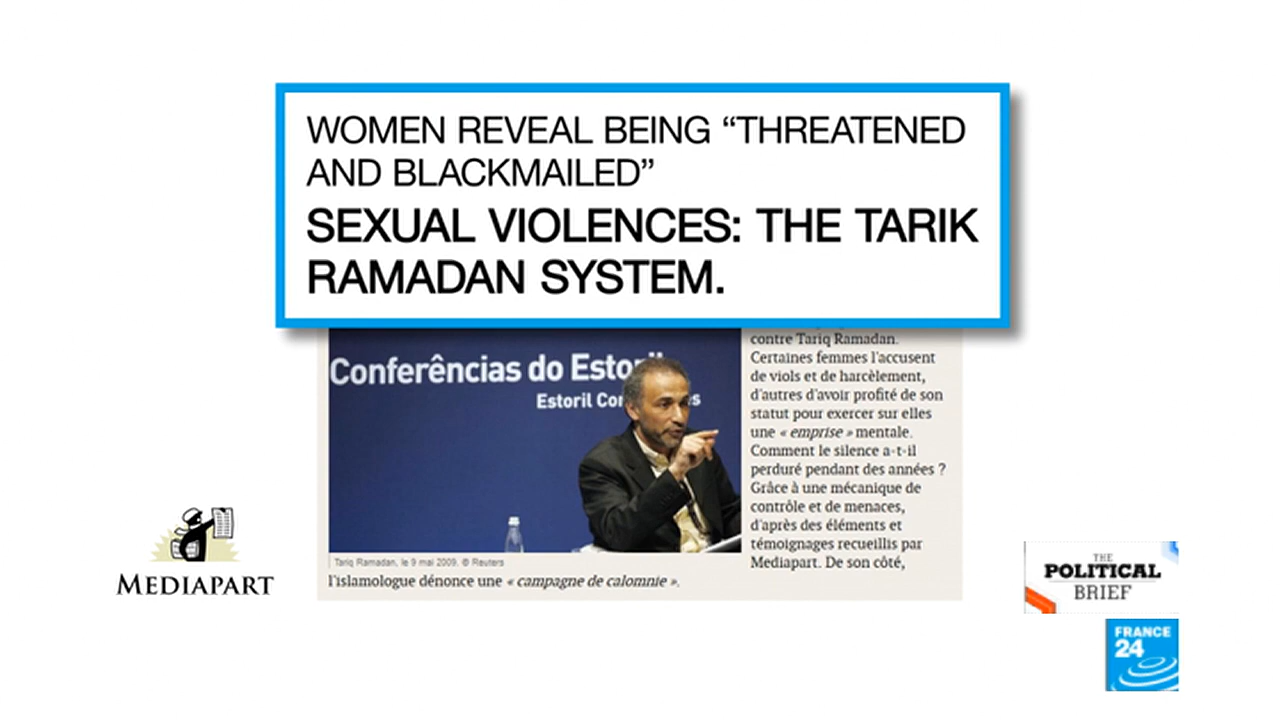 WOMEN REVEAL BEING “THREATENED
AND BLACKMAILED”
SEXUAL VIOLENCES: THE TARIK
RAMADAN SYSTEM.
contre Tariq Ramadan.
Certaines femmes l'accusent
de viols et de harcèlement,
d'autres d'avoir profité de son
statut pour exercer sur elles
une « emprise » mentale.
Comment le silence a-t-il
perduré pendant des années ?
Grâce à une mécanique de
contrôle et de menaces,
d'après des éléments et
témoignages recueillis par
Mediapart. De son côté,
l'islamologue dénonce une « campagne de calomnie ».
Conferências do Estoril
Estoril
Tariq Ramadan, le 9 mai 2009. © Reuters
MEDIAPART
THE
POLITICAL
BRIEF
FRANCE
24